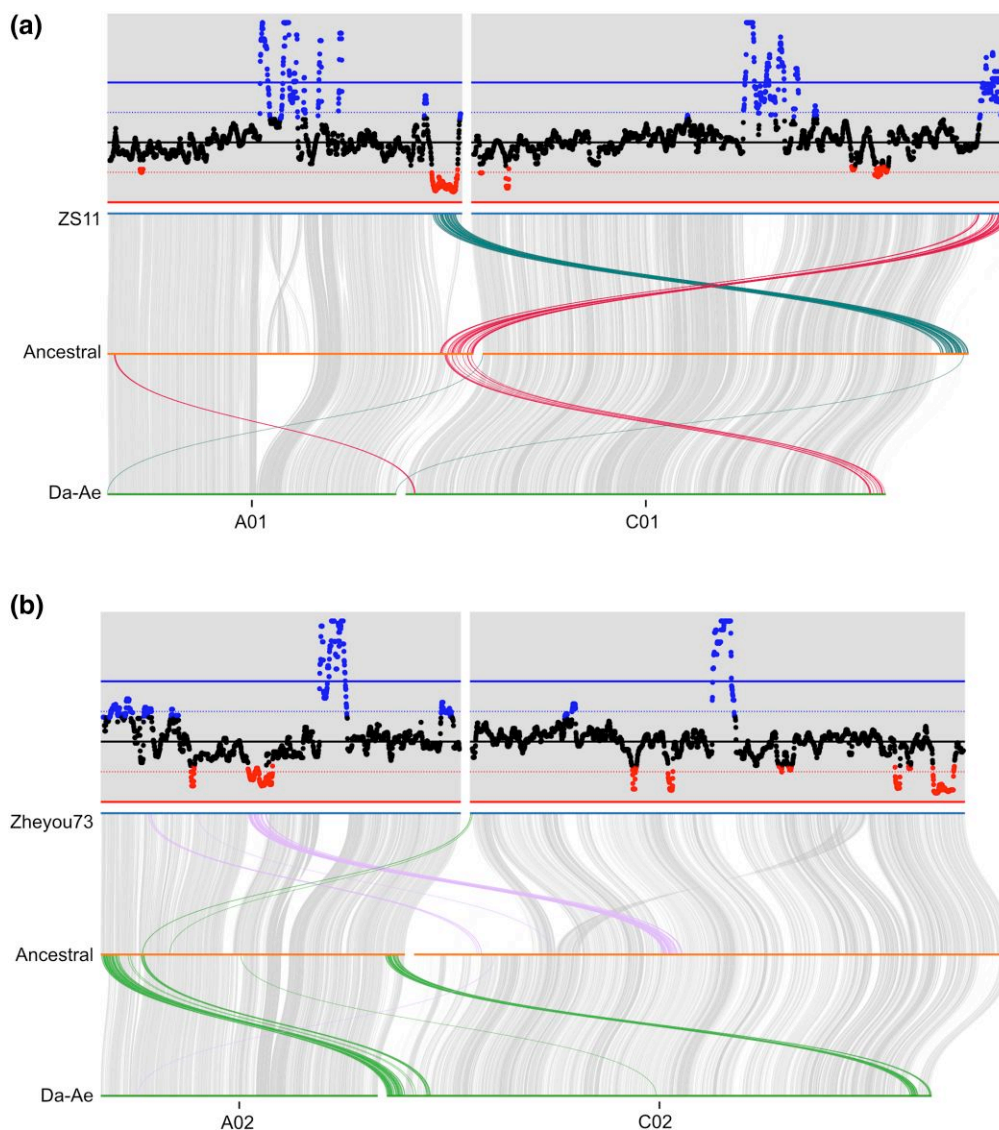 (a)
ZS11
Ancestral
Da-Ae
A01
C01
(b)
Zheyou73
Ancestral
Da-Ae
A02
C02